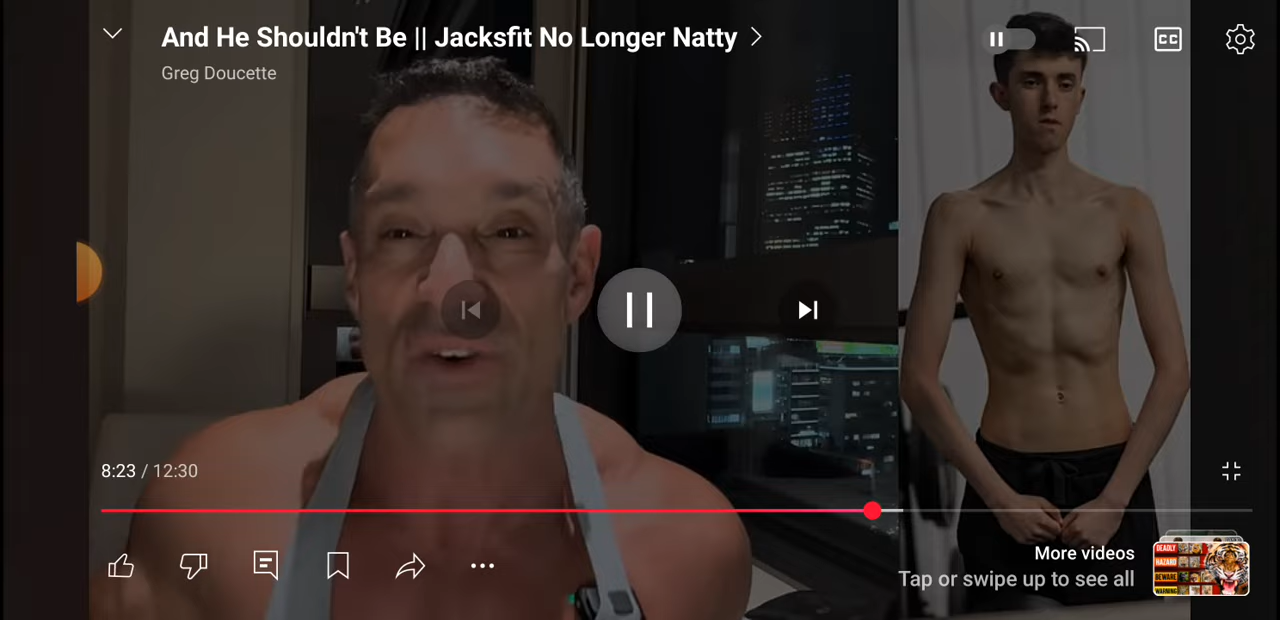 And He Shouldn't Be || Jacksfit No Longer Natty
CC
Greg Doucette
8:23 / 12:30
More videos
Tap or swipe up to see all
DEADLY
HAZARD
BEWARE
WARNING